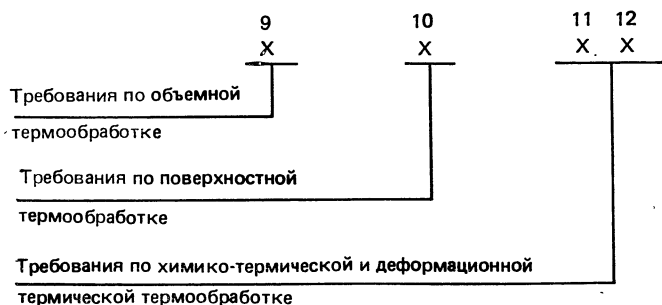 9 10 11 12
X X X X
Требования по объемной
термообработке
Требования по поверхностной
термообработке
Требования по химико-термической и деформационной
термической термообработке